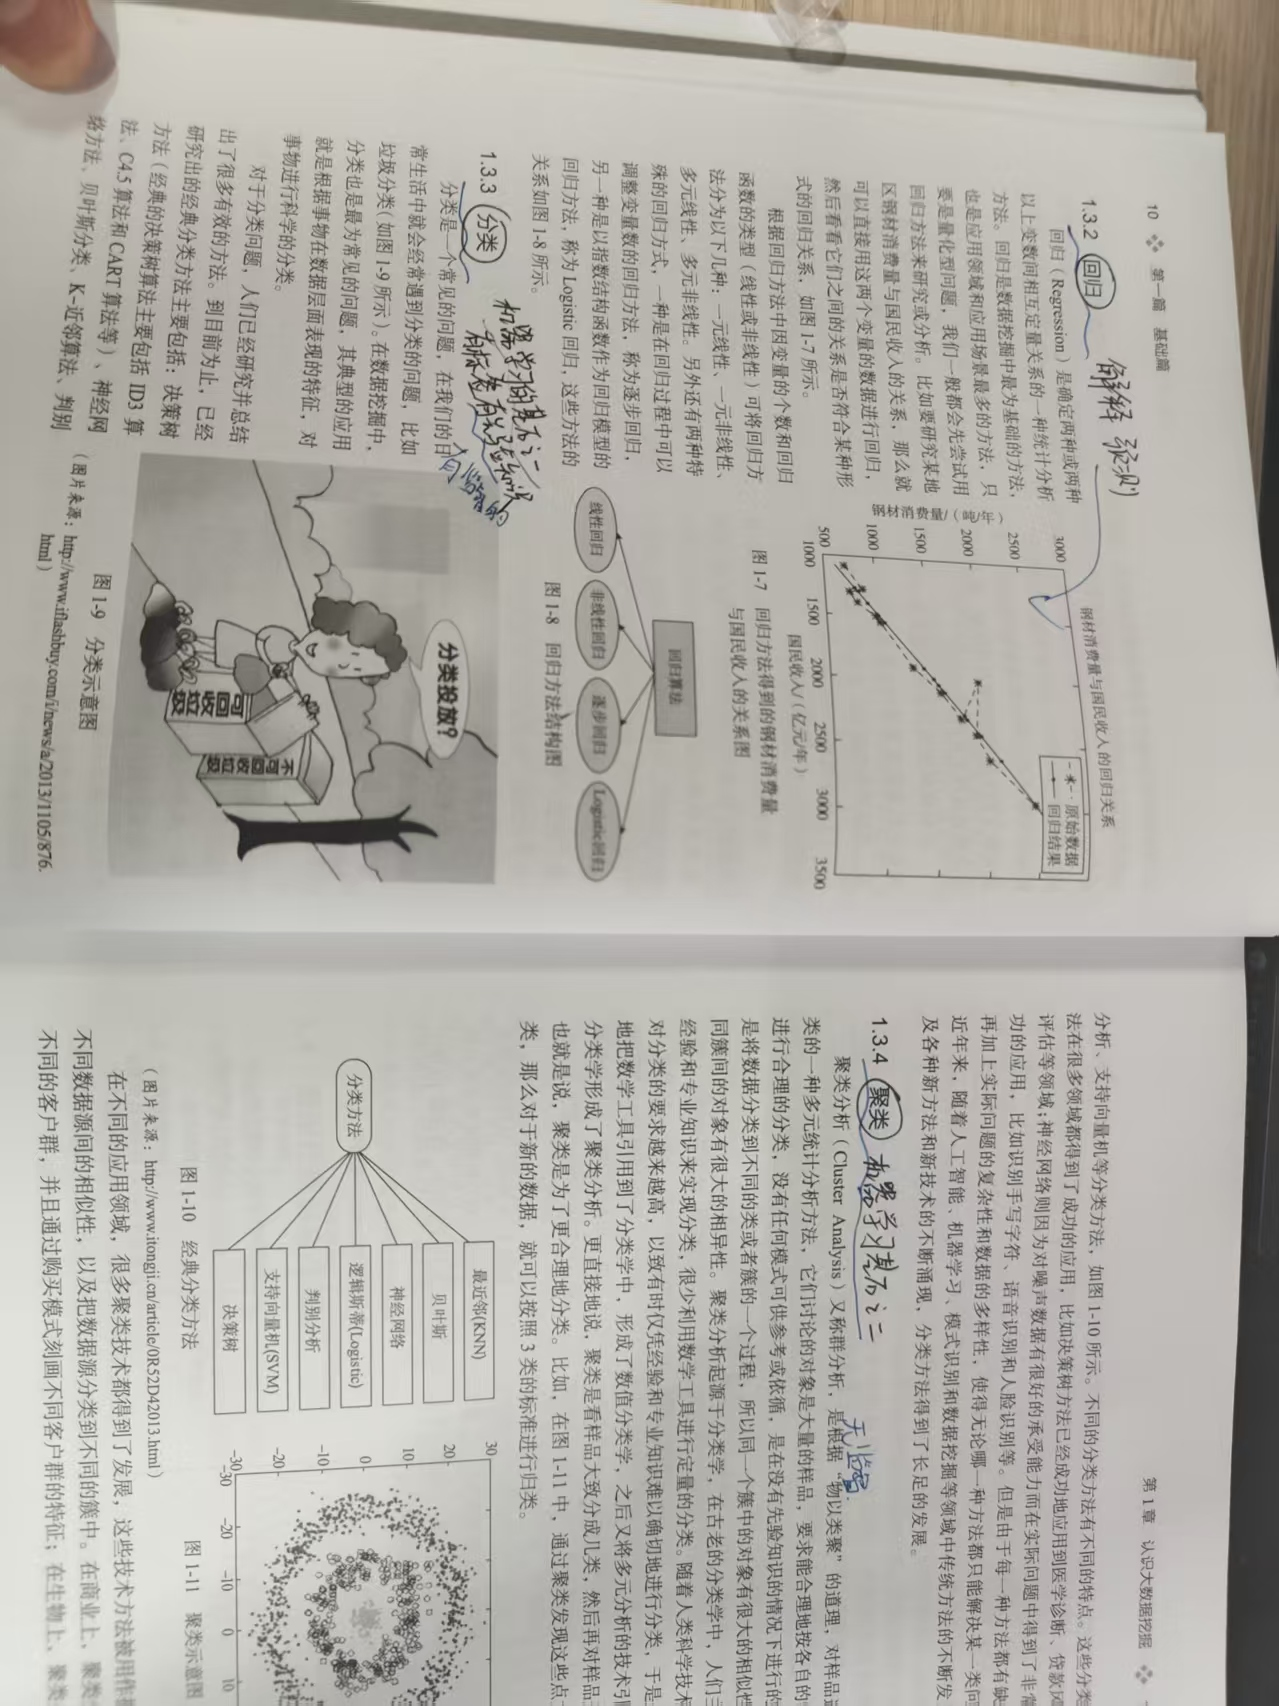 10 ❖ 第一篇 基础篇
1.3.2 回归
解释 预测
回归（Regression）是确定两种或两种
以上变数间相互定量关系的一种统计分析
方法。回归是数据挖掘中最为基础的方法，
也是应用领域和应用场景最多的方法，只
要是量化型问题，我们一般都会先尝试用
回归方法来研究或分析。比如要研究某地
区钢材消费量与国民收入的关系，那么就
可以直接用这两个变量的数据进行回归，
然后看看它们之间的关系是否符合某种形
式的回归关系，如图 1-7 所示。
根据回归方法中因变量的个数和回归
函数的类型（线性或非线性）可将回归方
法分为以下几种：一元线性、一元非线性、
多元线性、多元非线性。另外还有两种特
殊的回归方式，一种是在回归过程中可以
调整变量数的回归方法，称为逐步回归，
另一种是以指数结构函数作为回归模型的
回归方法，称为 Logistic 回归，这些方法的
关系如图 1-8 所示。
钢材消费量与国民收入的回归关系
钢材消费量/（吨/年）
3000
2500
2000
1500
1000
500
1000 1500 2000 2500 3000 3500
国民收入/（亿元/年）
原始数据
回归结果
图 1-7 回归方法得到的钢材消费量
与国民收入的关系图
回归算法
线性回归 非线性回归 逐步回归 Logistic回归
图 1-8 回归方法结构图
1.3.3 分类
机器学习的基石之一
有监督的
分类是一个常见的问题，在我们的日
常生活中就会经常遇到分类的问题，比如
垃圾分类（如图 1-9 所示）。在数据挖掘中，
分类也是最为常见的问题，其典型的应用
就是根据事物在数据层面表现的特征，对
事物进行科学的分类。
对于分类问题，人们已经研究并总结
出了很多有效的方法。到目前为止，已经
研究出的经典分类方法主要包括：决策树
方法（经典的决策树算法主要包括 ID3 算
法、C4.5 算法和 CART 算法等）、神经网
络方法、贝叶斯分类、K-近邻算法、判别
分类投放？
可回收垃圾
不可回收垃圾
图 1-9 分类示意图
（图片来源：http://www.iflashbuy.com/i/news/a/2013/1105/876.
html）
第 1 章 认识大数据挖掘 ❖
分析、支持向量机等分类方法，如图 1-10 所示。不同的分类方法有不同的特点。这些分类
法在很多领域都得到了成功的应用，比如决策树方法已经成功地应用到医学诊断、贷款风
评估等领域；神经网络则因为对噪声数据有很好的承受能力而在实际问题中得到了非常
功的应用，比如识别手写字符、语音识别和人脸识别等。但是由于每一种方法都有缺
再加上实际问题的复杂性和数据的多样性，使得无论哪一种方法都只能解决某一类问
近年来，随着人工智能、机器学习、模式识别和数据挖掘等领域中传统方法的不断发
及各种新方法和新技术的不断涌现，分类方法得到了长足的发展。
1.3.4 聚类
机器学习基石之二
无监督
聚类分析（Cluster Analysis）又称群分析，是根据“物以类聚”的道理，对样品进
类的一种多元统计分析方法，它们讨论的对象是大量的样品，要求能合理地按各自的
进行合理的分类，没有任何模式可供参考或依循，是在没有先验知识的情况下进行的
是将数据分类到不同的类或者簇的一个过程，所以同一个簇中的对象有很大的相似性
同簇间的对象有很大的相异性。聚类分析起源于分类学，在古老的分类学中，人们主
经验和专业知识来实现分类，很少利用数学工具进行定量的分类。随着人类科学技术
对分类的要求越来越高，以致有时仅凭经验和专业知识难以确切地进行分类，于是
地把数学工具引用到了分类学中，形成了数值分类学，之后又将多元分析的技术引
分类学形成了聚类分析。更直接地说，聚类是看样品大致分成几类，然后再对样品
也就是说，聚类是为了更合理地分类。比如，在图 1-11 中，通过聚类发现这些点
类，那么对于新的数据，就可以按照 3 类的标准进行归类。
分类方法
最近邻(KNN)
贝叶斯
神经网络
逻辑斯蒂(Logistic)
判别分析
支持向量机(SVM)
决策树
图 1-10 经典分类方法
（图片来源：http://www.itongji.cn/article/0R52D42013.html）
30
20
10
0
-10
-20
-30
-30 -20 -10 0 10
图 1-11 聚类示意图
在不同的应用领域，很多聚类技术都得到了发展，这些技术方法被用作
不同数据源间的相似性，以及把数据源分类到不同的簇中。在商业上，聚类
不同的客户群，并且通过购买模式刻画不同客户群的特征；在生物上，聚类